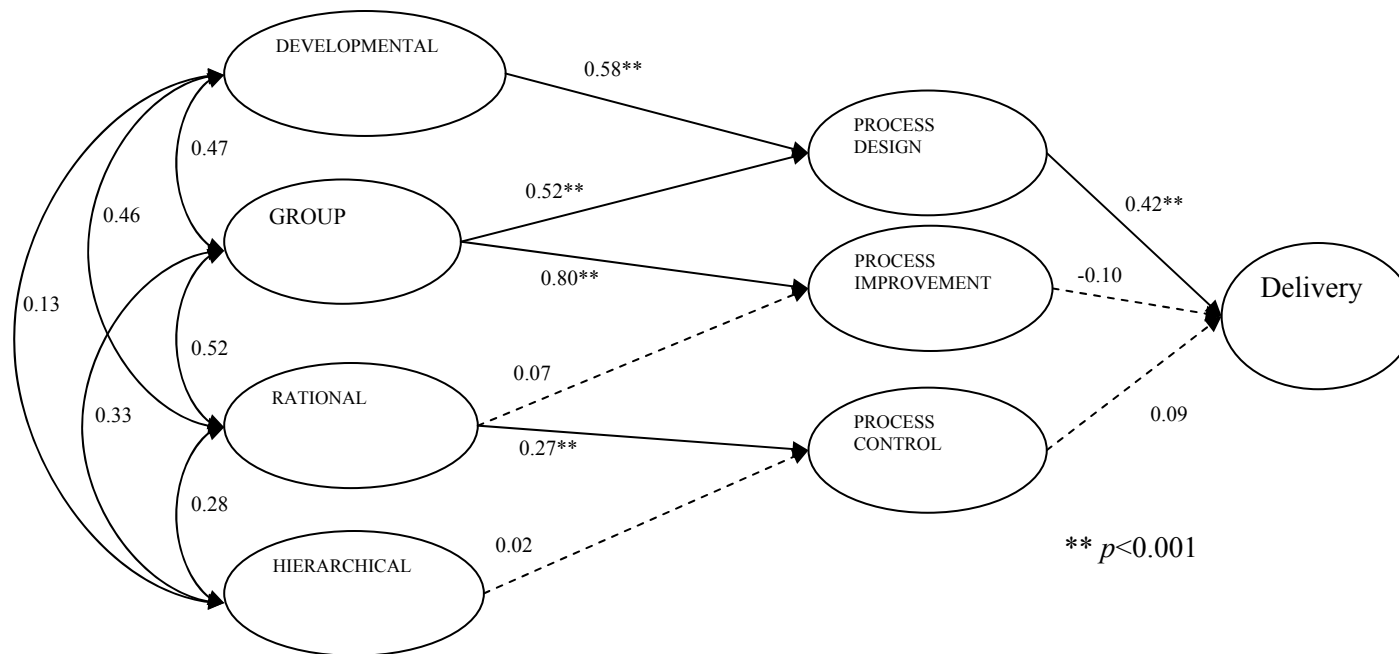 DEVELOPMENTAL
0.58**
PROCESS
DESIGN
0.47
0.52**
0.42**
GROUP
0.46
PROCESS
IMPROVEMENT
-0.10
Delivery
0.80**
0.13
0.52
0.07
RATIONAL
0.33
0.27**
PROCESS
CONTROL
0.09
0.28
0.02
HIERARCHICAL
** p<0.001